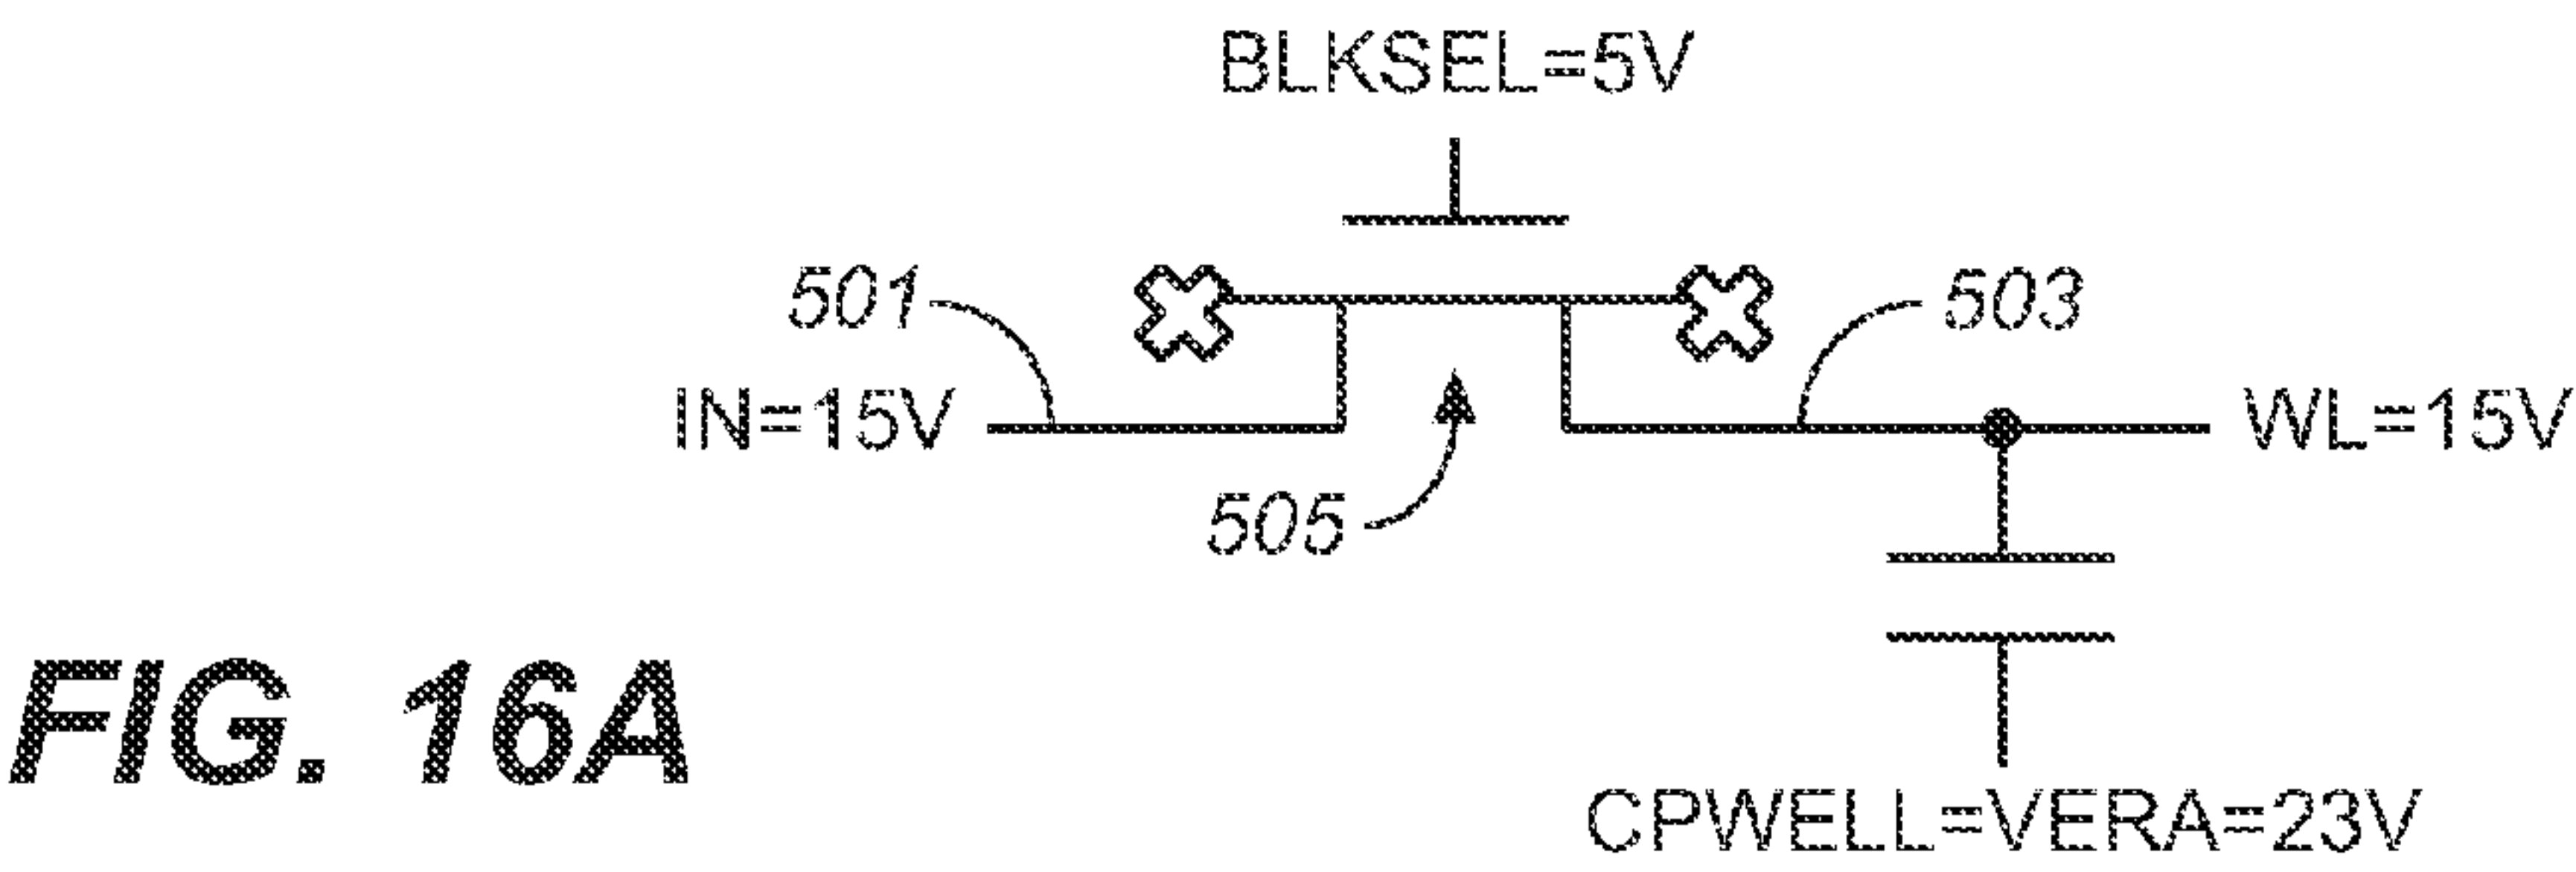 BLKSEL=5V
501
503
IN=15V
WL=15V
505
FIG. 16A
CPWELL=VERA=23V